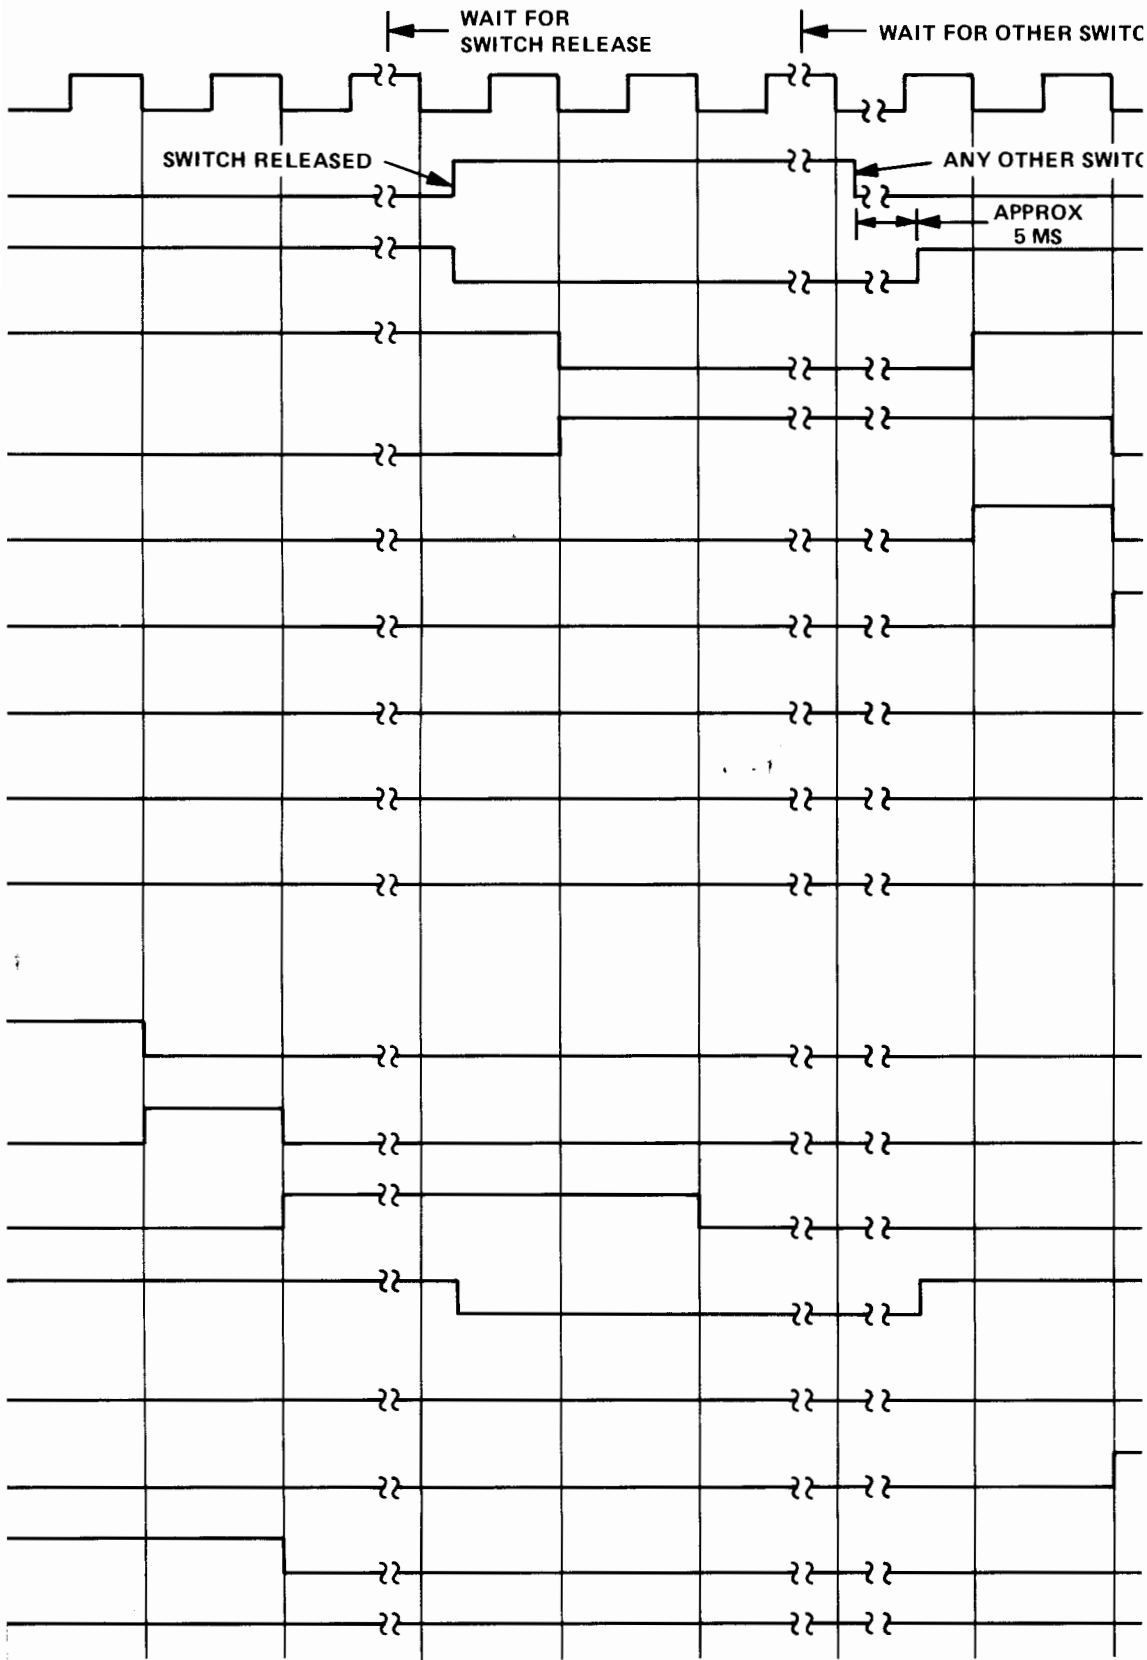 WAIT FOR
SWITCH RELEASE
WAIT FOR OTHER SWITC
SWITCH RELEASED
ANY OTHER SWITC
APPROX
5 MS